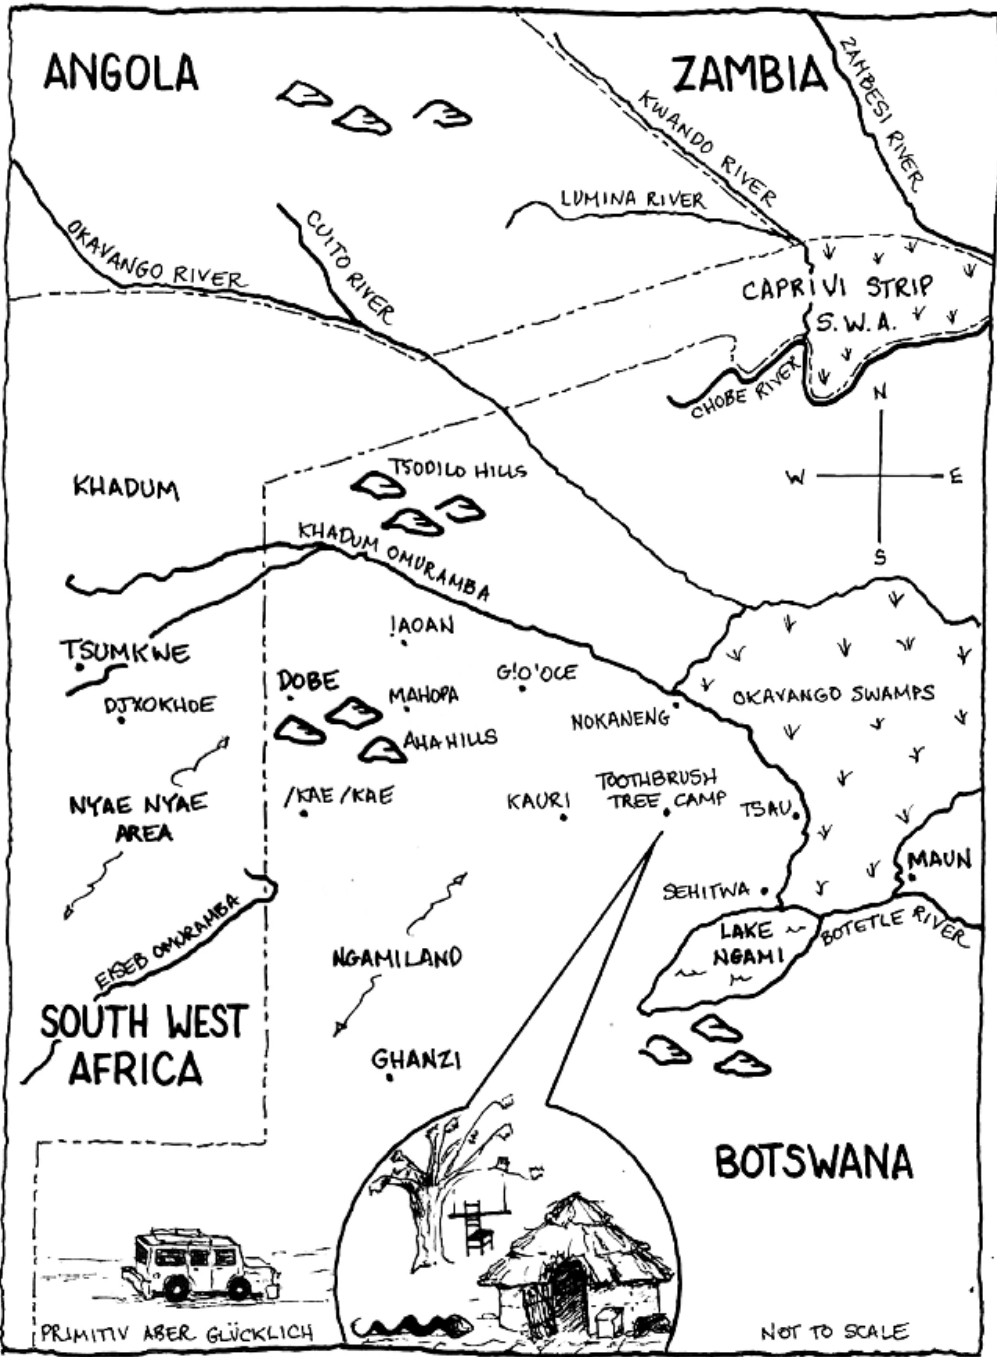 ANGOLA
ZAMBIA
ZAMBESI RIVER
KWANDO RIVER
LUMINA RIVER
OKAVANGO RIVER
CUITO RIVER
CAPRIVI STRIP
S.W.A.
CHOBE RIVER
N
W
E
S
TSODILO HILLS
KHADUM
KHADUM OMURAMBA
!AOAN
TSUMKWE
G!O'OCE
DOBE
MAHOPA
OKAVANGO SWAMPS
DJXOKHOE
NOKANENG
AHA HILLS
NYAE NYAE
AREA
/KAE /KAE
KAURI
TOOTHBRUSH
TREE CAMP
TSAU
MAUN
SEHITWA
EISEB OMURAMBA
LAKE
NGAMI
BOTETLE RIVER
NGAMILAND
SOUTH WEST
AFRICA
GHANZI
BOTSWANA
PRIMITIV ABER GLÜCKLICH
NOT TO SCALE